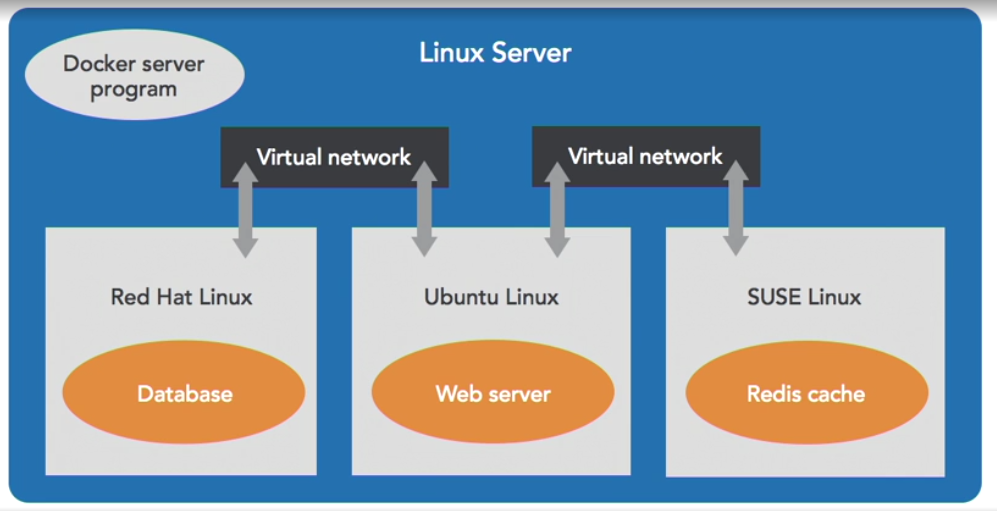 Linux Server
Docker server
program
Virtual network
Virtual network
Red Hat Linux
Ubuntu Linux
SUSE Linux
Database
Web server
Redis cache